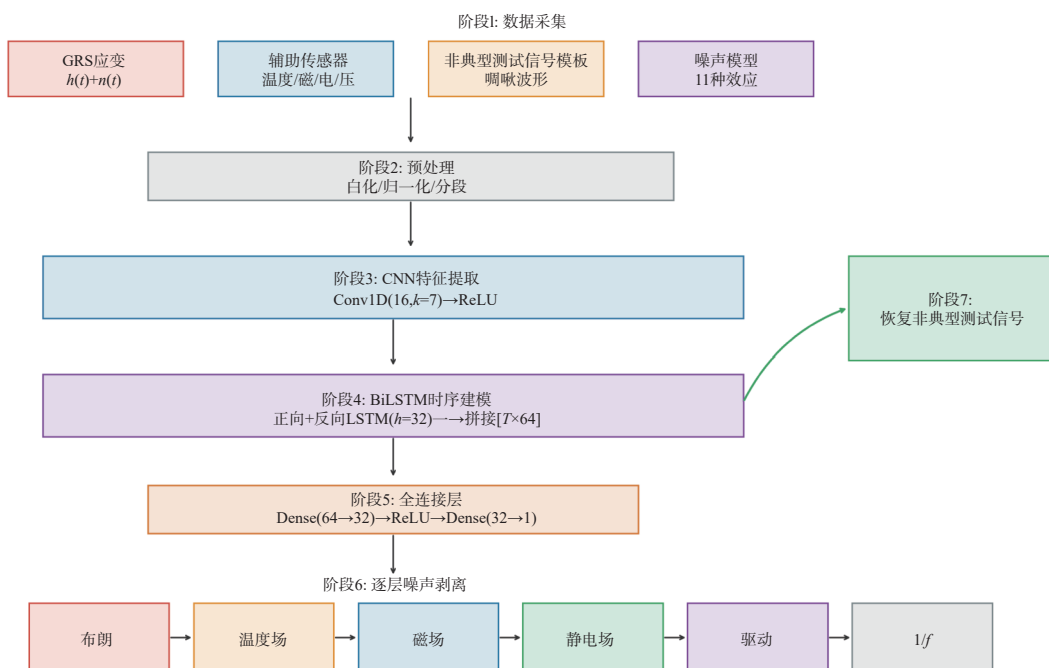 阶段1: 数据采集
GRS应变
h(t)+n(t)
辅助传感器
温度/磁/电/压
非典型测试信号模板
啁啾波形
噪声模型
11种效应
阶段2: 预处理
白化/归一化/分段
阶段3: CNN特征提取
Conv1D(16,k=7)→ReLU
阶段7:
恢复非典型测试信号
阶段4: BiLSTM时序建模
正向+反向LSTM(h=32)一→拼接[T×64]
阶段5: 全连接层
Dense(64→32)→ReLU→Dense(32→1)
阶段6: 逐层噪声剥离
布朗
温度场
磁场
静电场
驱动
1/f